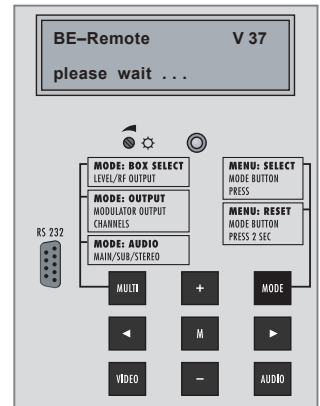 BE–Remote V 37
please wait . . .
MODE: BOX SELECT
LEVEL/RF OUTPUT
MODE: OUTPUT
MODULATOR OUTPUT
CHANNELS
MODE: AUDIO
MAIN/SUB/STEREO
MENU: SELECT
MODE BUTTON
PRESS
MENU: RESET
MODE BUTTON
PRESS 2 SEC
RS 232
MULTI + MODE
◄ M ►
VIDEO – AUDIO